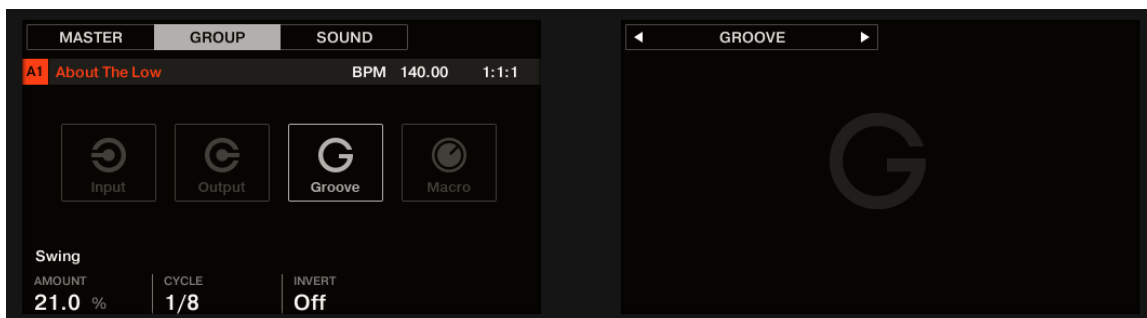 MASTER GROUP SOUND
GROOVE
A1 About The Low BPM 140.00 1:1:1
Input Output Groove Macro
Swing
AMOUNT CYCLE INVERT
21.0 % 1/8 Off